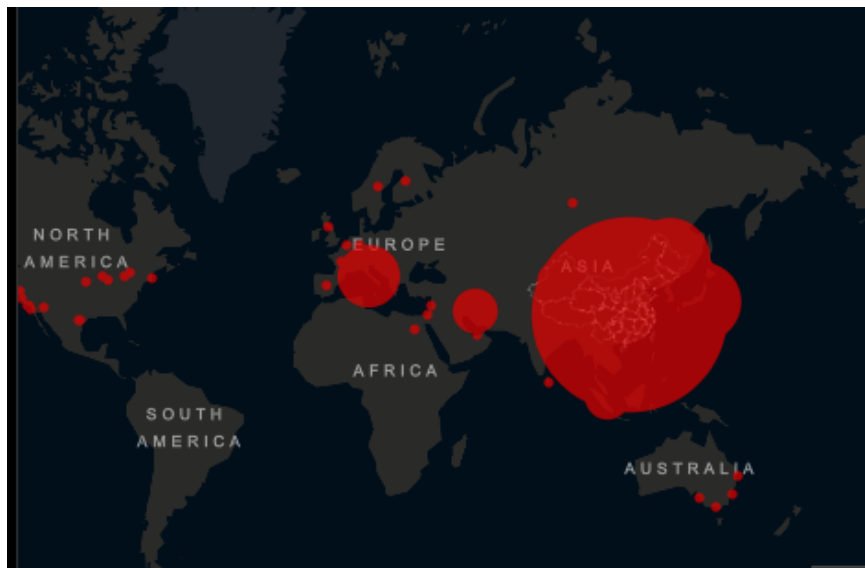 NORTH
AMERICA
EUROPE
ASIA
AFRICA
SOUTH
AMERICA
AUSTRALIA